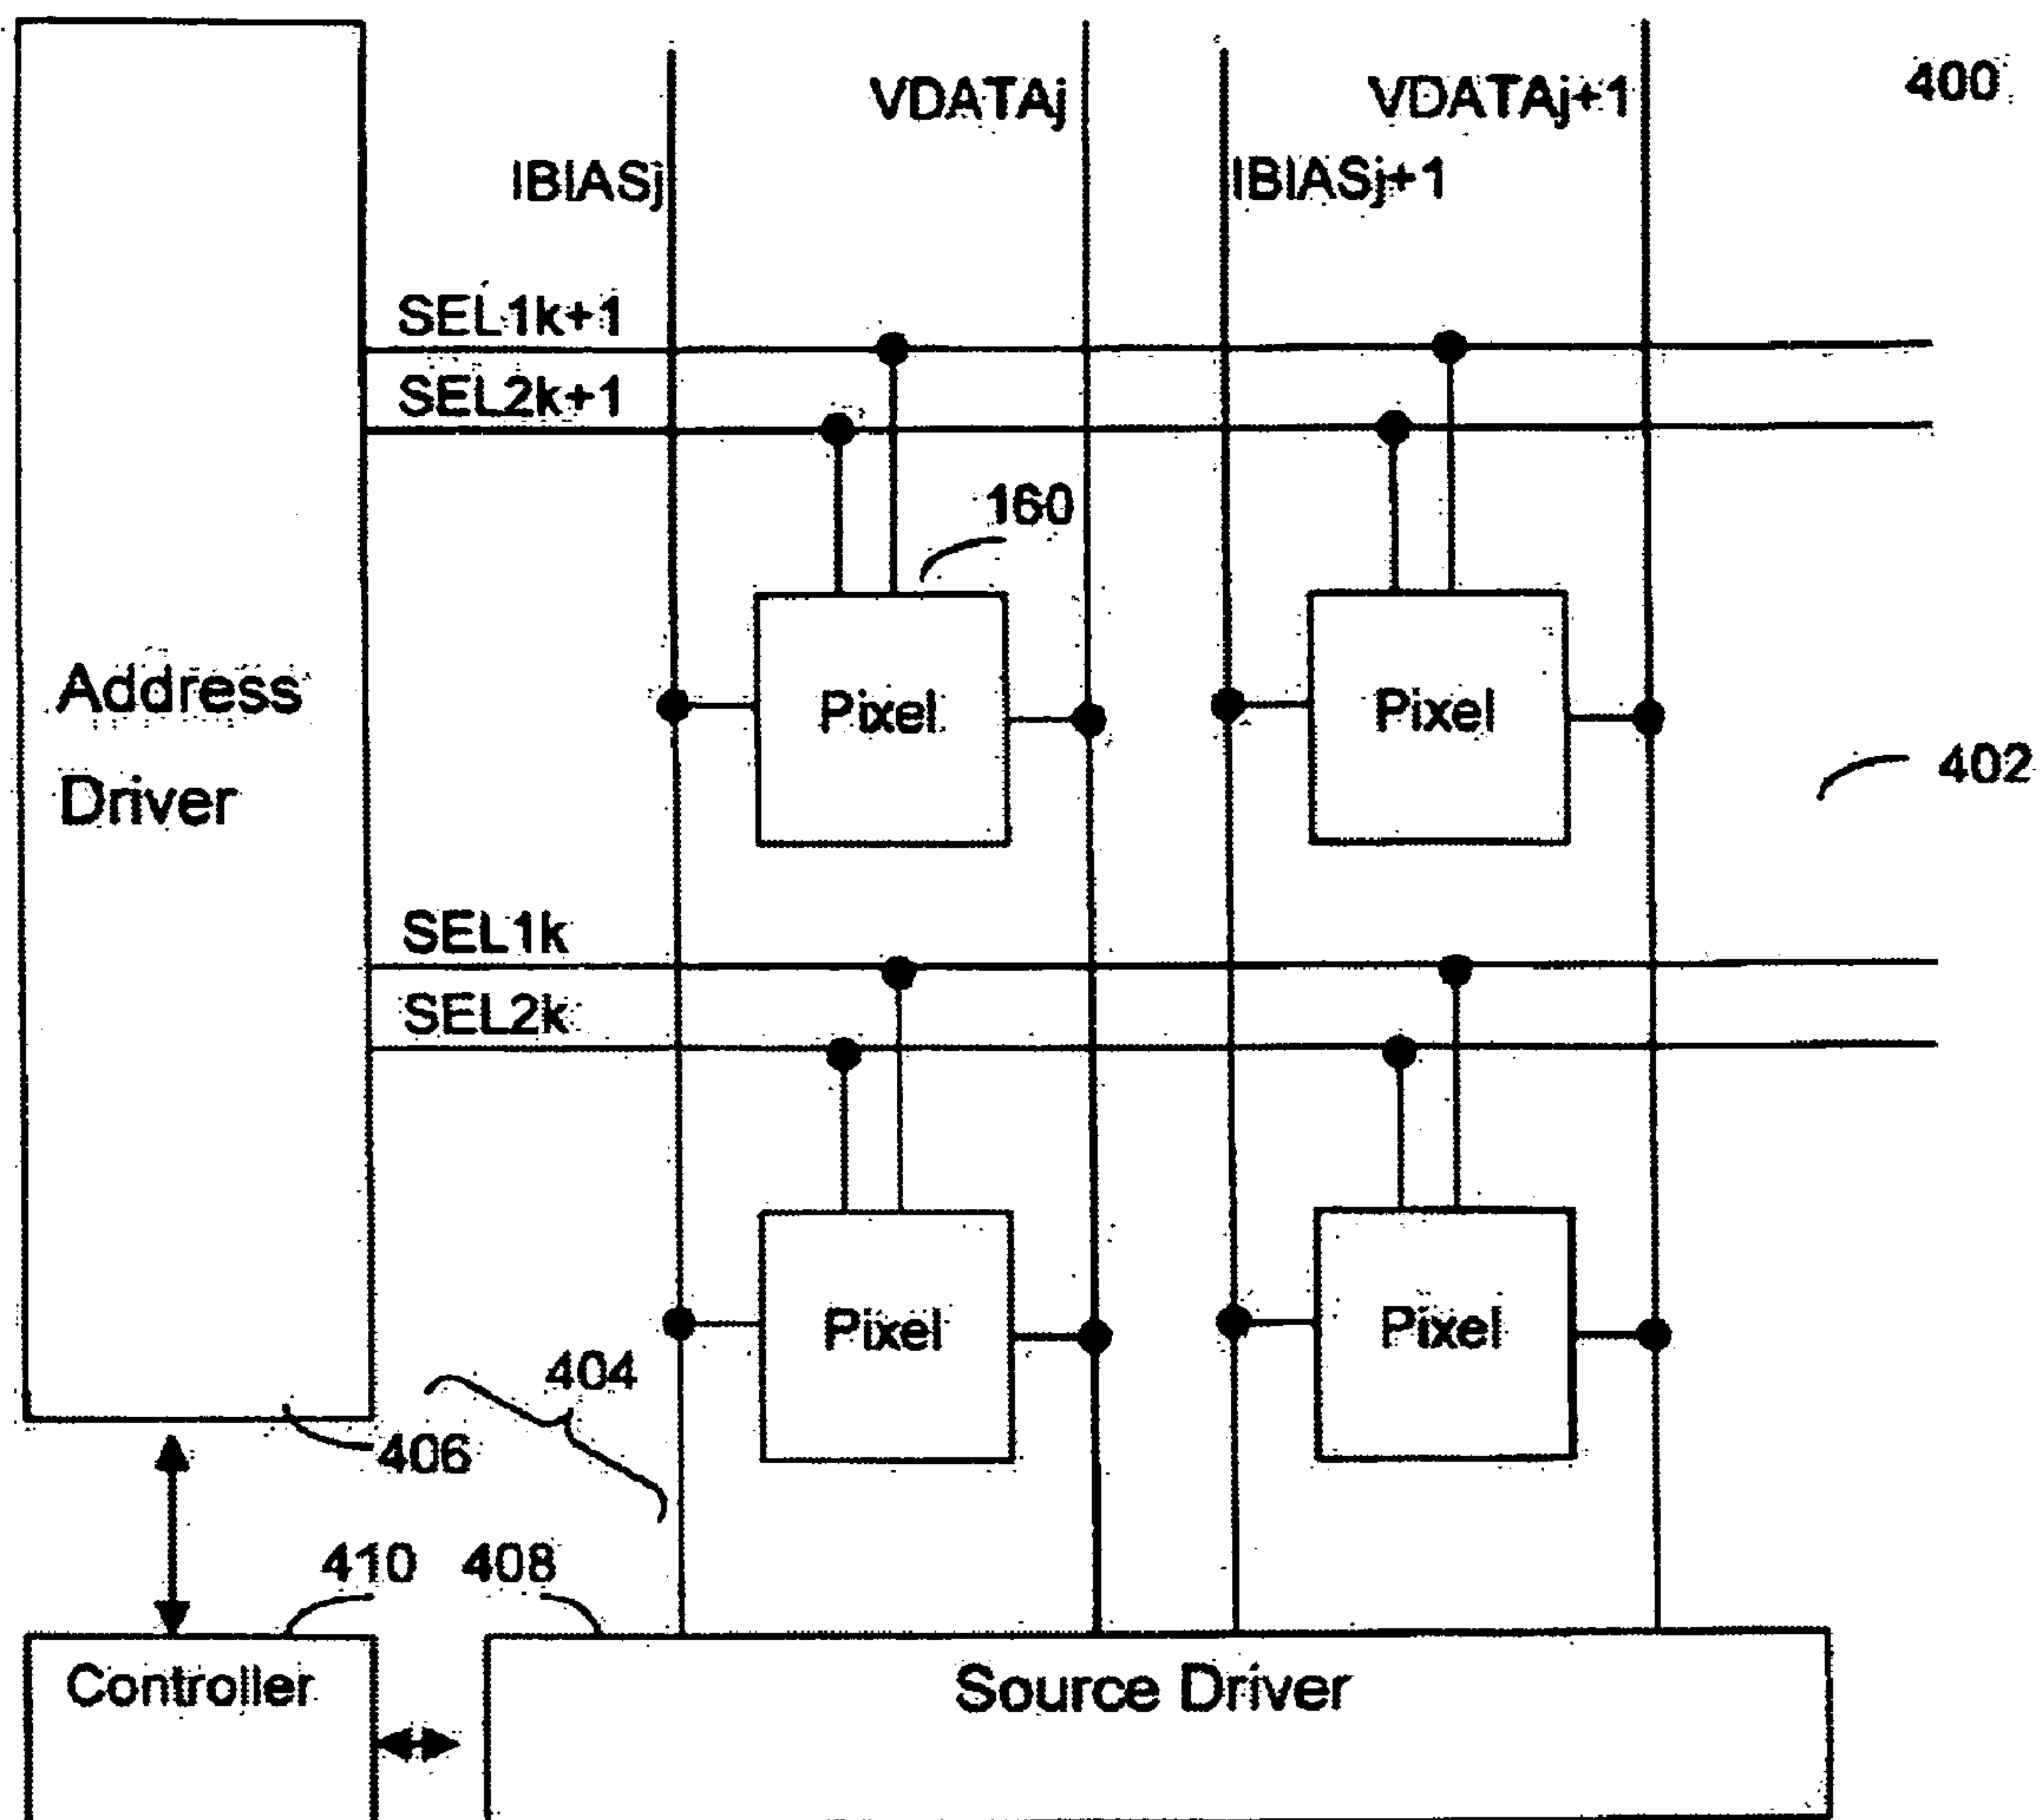 400
VDATAj
VDATAj+1
IBIASj
IBIASj+1
SEL1k+1
SEL2k+1
160
Pixel
Pixel
Address
Driver
402
SEL1k
SEL2k
Pixel
Pixel
404
406
410
408
Controller
Source Driver